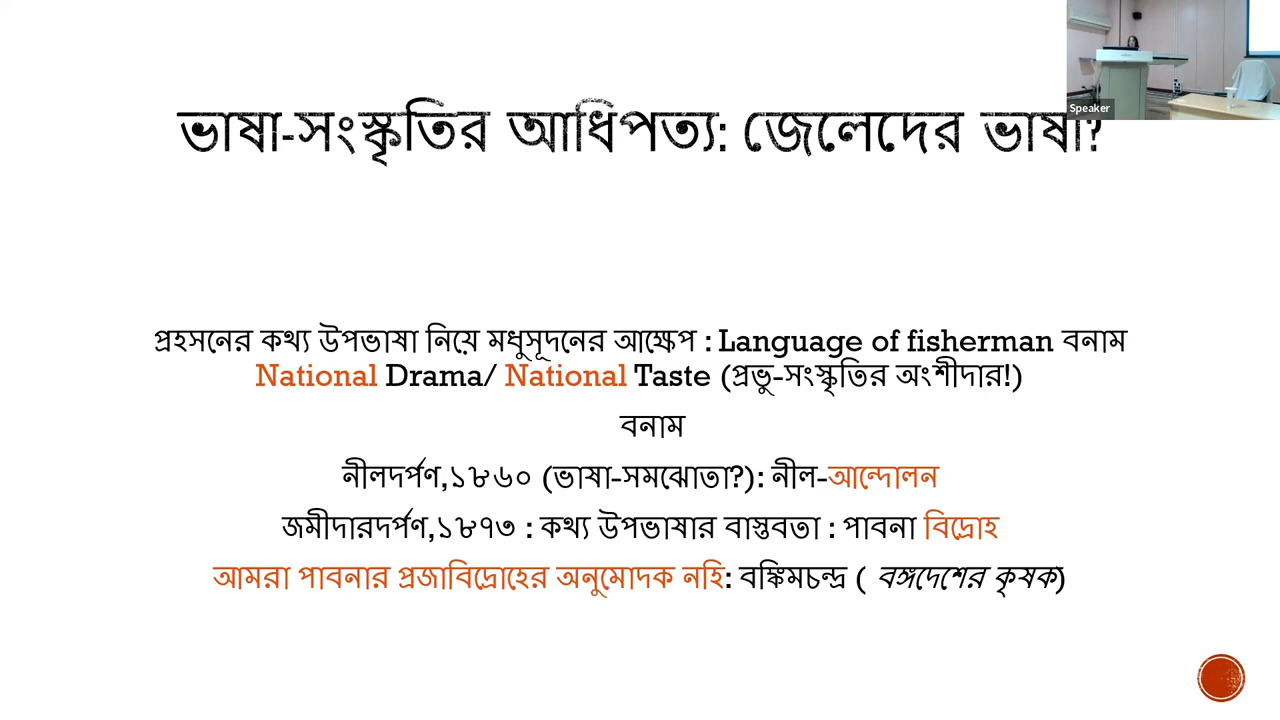 Speaker
ভাষা-সংস্কৃতির আধিপত্য: জেলেদের ভাষা?
প্রহসনের কথ্য উপভাষা নিয়ে মধুসূদনের আক্ষেপ : Language of fisherman বনাম
National Drama/ National Taste (প্রভু-সংস্কৃতির অংশীদার!)
বনাম
নীলদর্পণ,১৮৬০ (ভাষা-সমঝোতা?): নীল-আন্দোলন
জমীদারদর্পণ,১৮৭৩ : কথ্য উপভাষার বাস্তবতা : পাবনা বিদ্রোহ
আমরা পাবনার প্রজাবিদ্রোহের অনুমোদক নহি: বঙ্কিমচন্দ্র ( বঙ্গদেশের কৃষক)